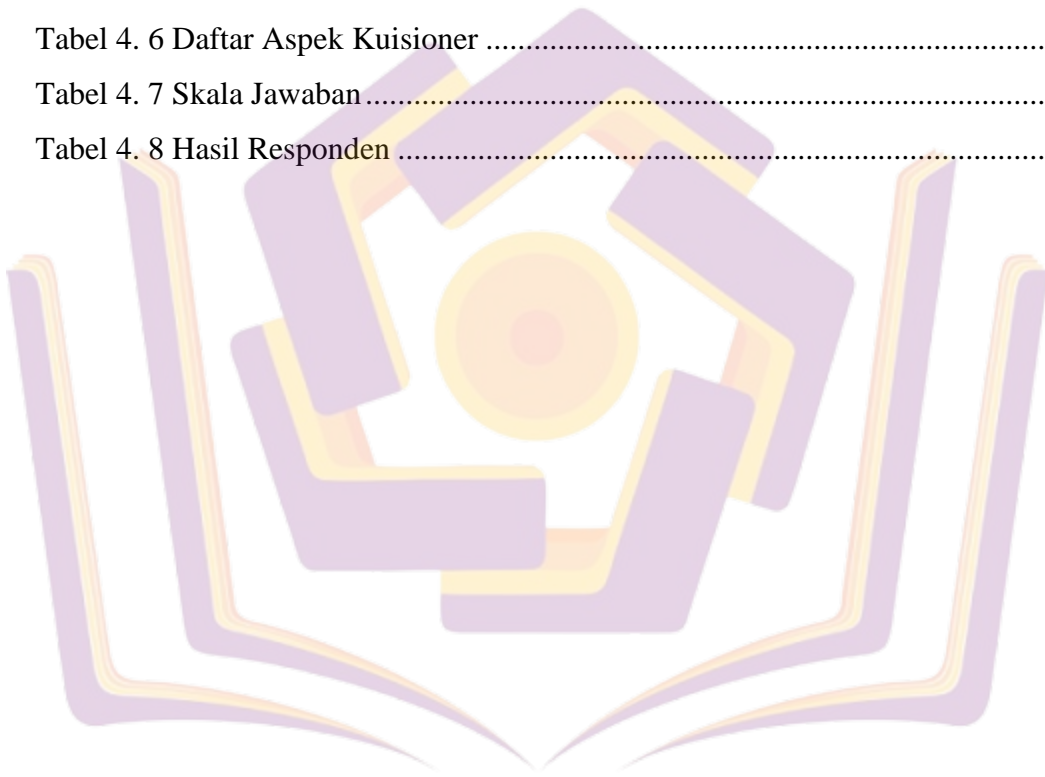 Tabel 4. 6 Daftar Aspek Kuisioner ........................................................................
Tabel 4. 7 Skala Jawaban ........................................................................................
Tabel 4. 8 Hasil Responden ....................................................................................